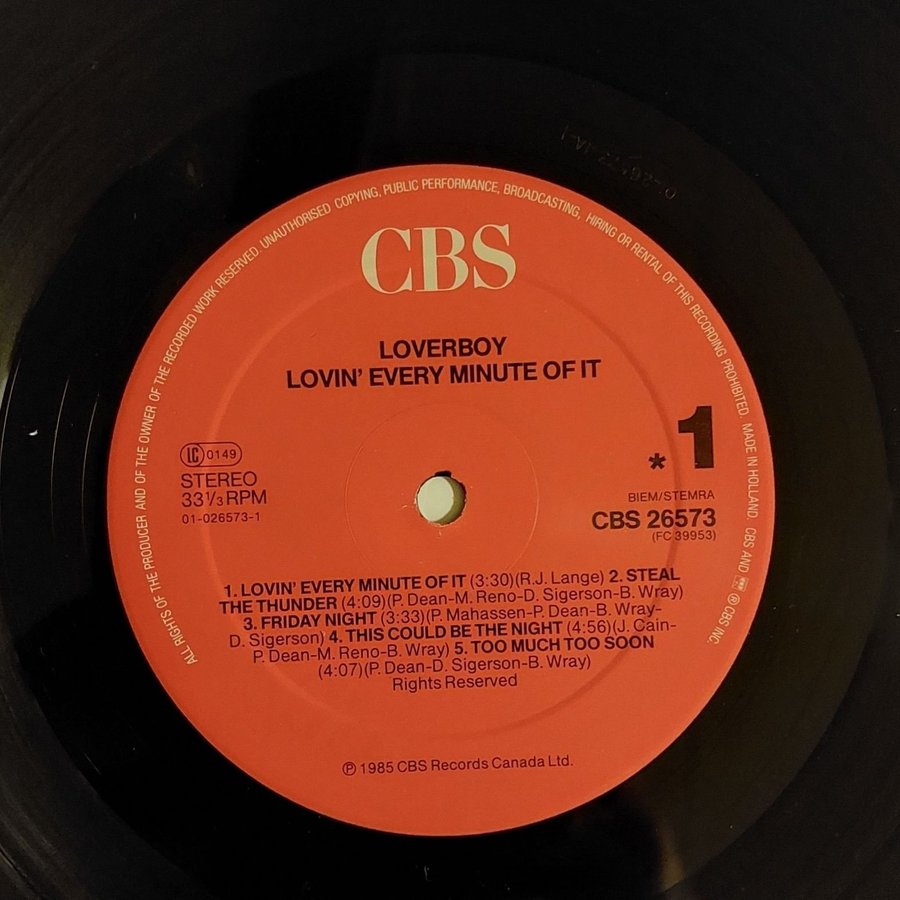 ALL RIGHTS OF THE PRODUCER AND OF THE OWNER OF THE RECORDED WORK RESERVED. UNAUTHORISED COPYING, PUBLIC PERFORMANCE, BROADCASTING, HIRING OR RENTAL OF THIS RECORDING PROHIBITED. MADE IN HOLLAND. CBS AND ® CBS INC.
CBS
LOVERBOY
LOVIN' EVERY MINUTE OF IT
LC 0149
STEREO
33 1/3 RPM
01-026573-1
* 1
BIEM/STEMRA
CBS 26573
(FC 39953)
1. LOVIN' EVERY MINUTE OF IT (3:30)(R.J. Lange) 2. STEAL
THE THUNDER (4:09)(P. Dean-M. Reno-D. Sigerson-B. Wray)
3. FRIDAY NIGHT (3:33)(P. Mahassen-P. Dean-B. Wray-
D. Sigerson) 4. THIS COULD BE THE NIGHT (4:56)(J. Cain-
P. Dean-M. Reno-B. Wray) 5. TOO MUCH TOO SOON
(4:07)(P. Dean-D. Sigerson-B. Wray)
Rights Reserved
℗ 1985 CBS Records Canada Ltd.